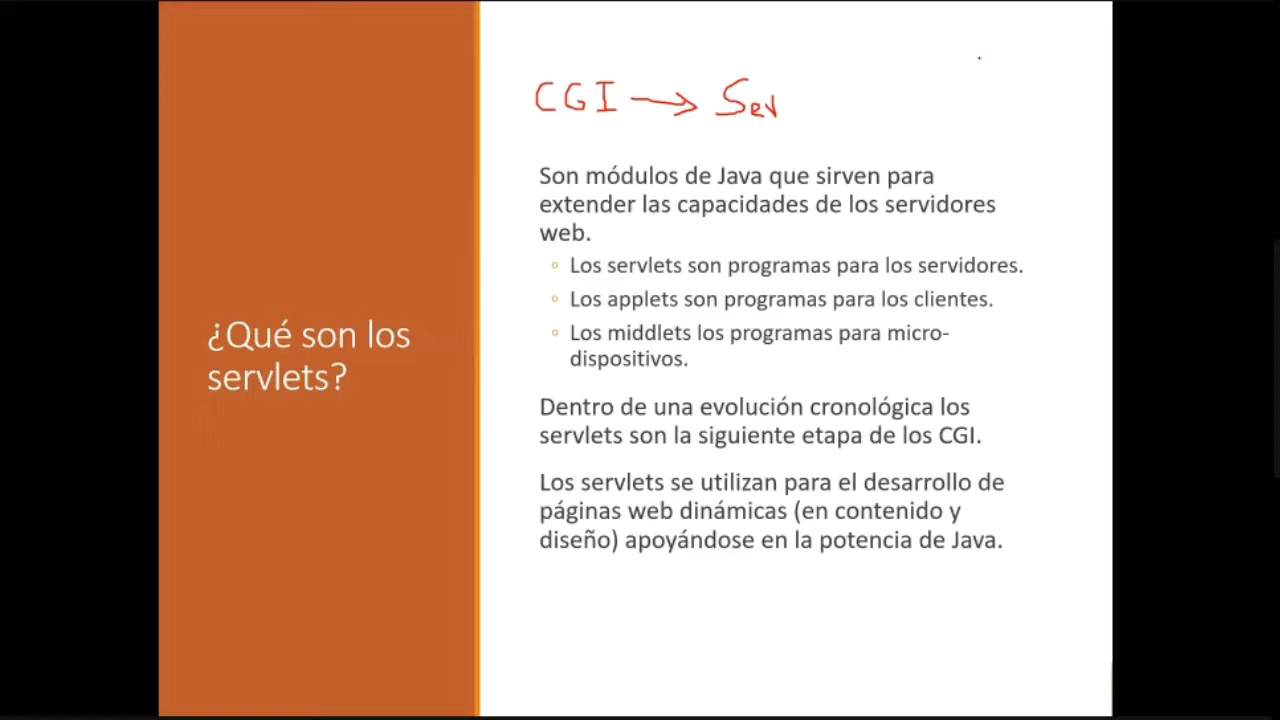 CGI → Ser
¿Qué son los
servlets?
Son módulos de Java que sirven para
extender las capacidades de los servidores
web.
◦ Los servlets son programas para los servidores.
◦ Los applets son programas para los clientes.
◦ Los middlets los programas para micro-
dispositivos.
Dentro de una evolución cronológica los
servlets son la siguiente etapa de los CGI.
Los servlets se utilizan para el desarrollo de
páginas web dinámicas (en contenido y
diseño) apoyándose en la potencia de Java.